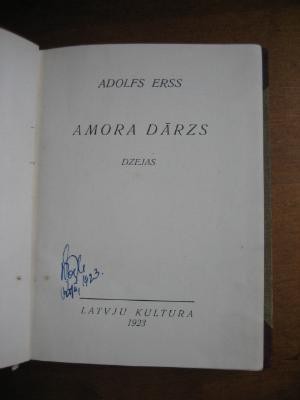 ADOLFS ERSS
AMORA DĀRZS
DZEJAS
1923.
LATVJU KULTURA
1923